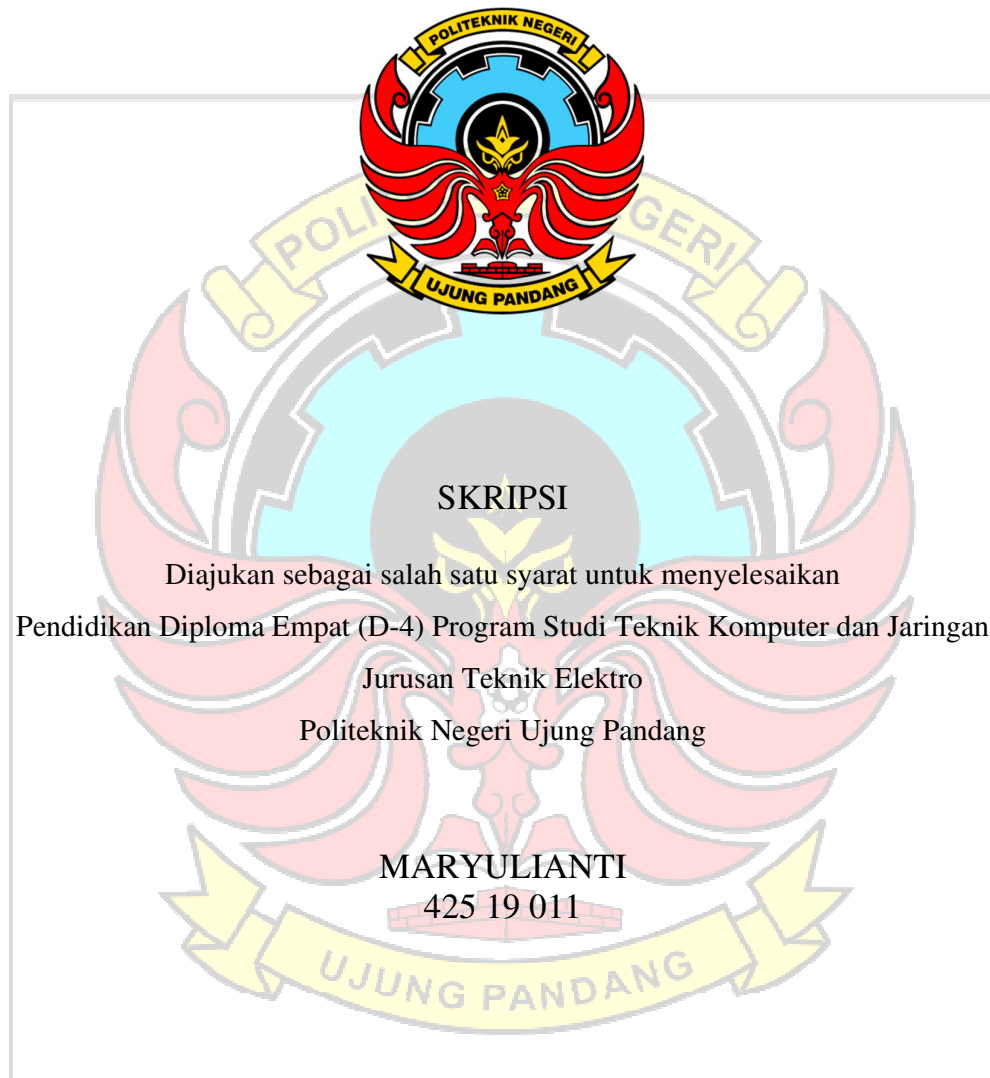 POLITEKNIK NEGERI
UJUNG PANDANG
SKRIPSI
Diajukan sebagai salah satu syarat untuk menyelesaikan
Pendidikan Diploma Empat (D-4) Program Studi Teknik Komputer dan Jaringan
Jurusan Teknik Elektro
Politeknik Negeri Ujung Pandang
MARYULIANTI
425 19 011
UJUNG PANDANG